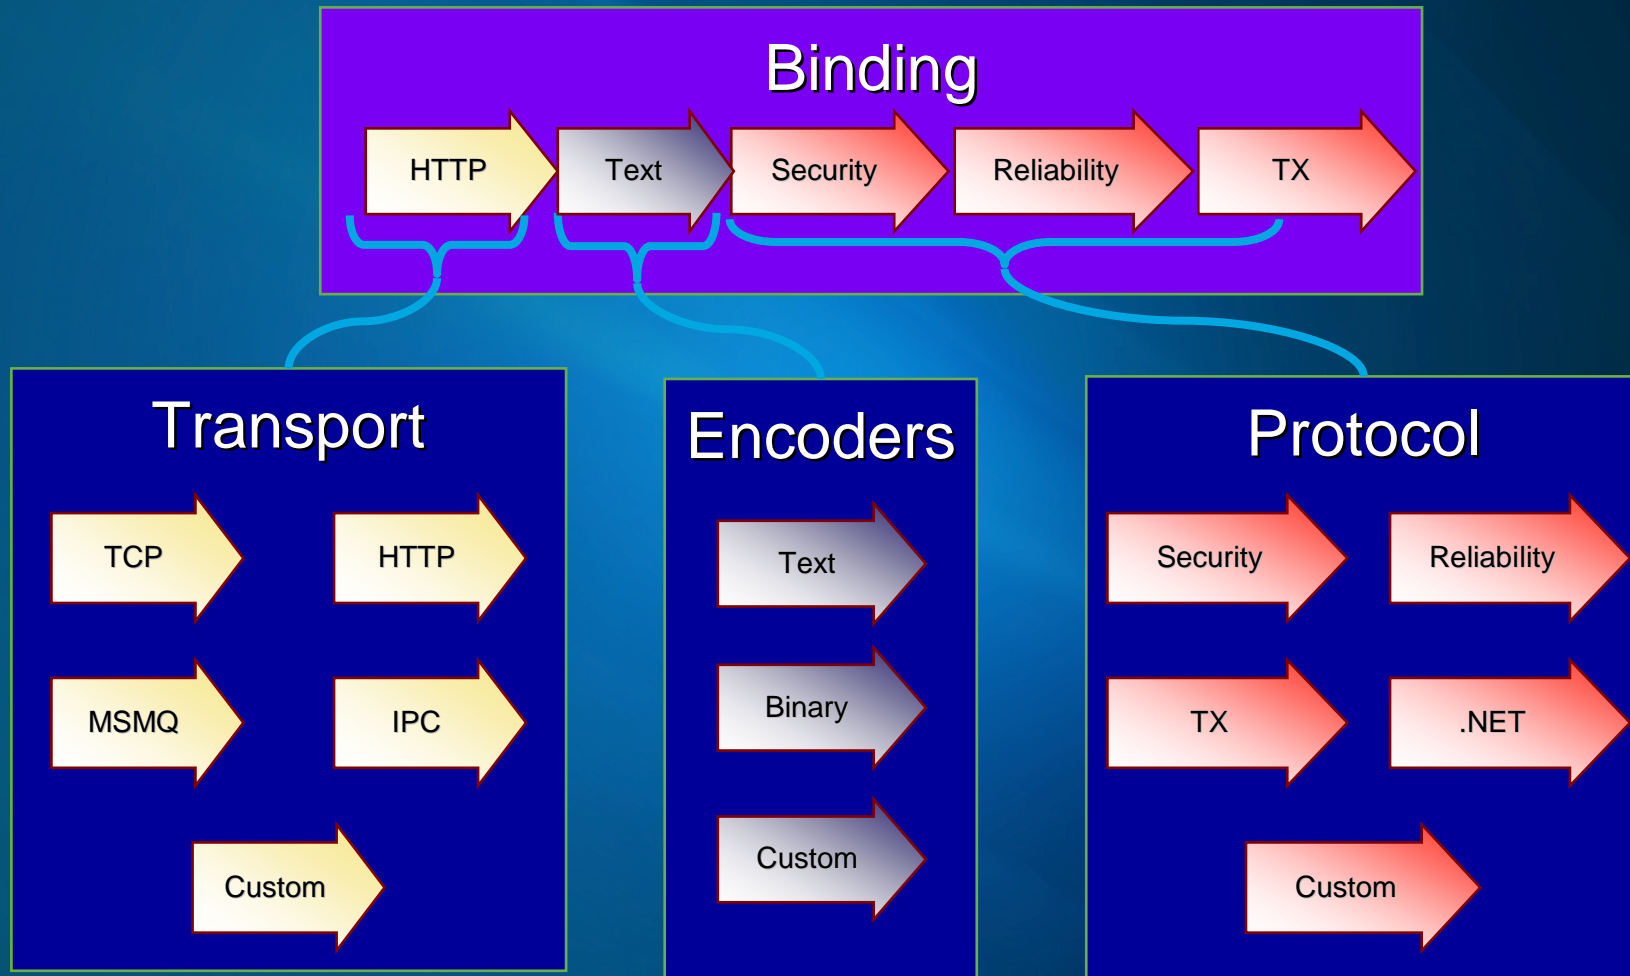 Binding
HTTP
Text
Security
Reliability
TX
Transport
TCP
HTTP
MSMQ
IPC
Custom
Encoders
Text
Binary
Custom
Protocol
Security
Reliability
TX
.NET
Custom